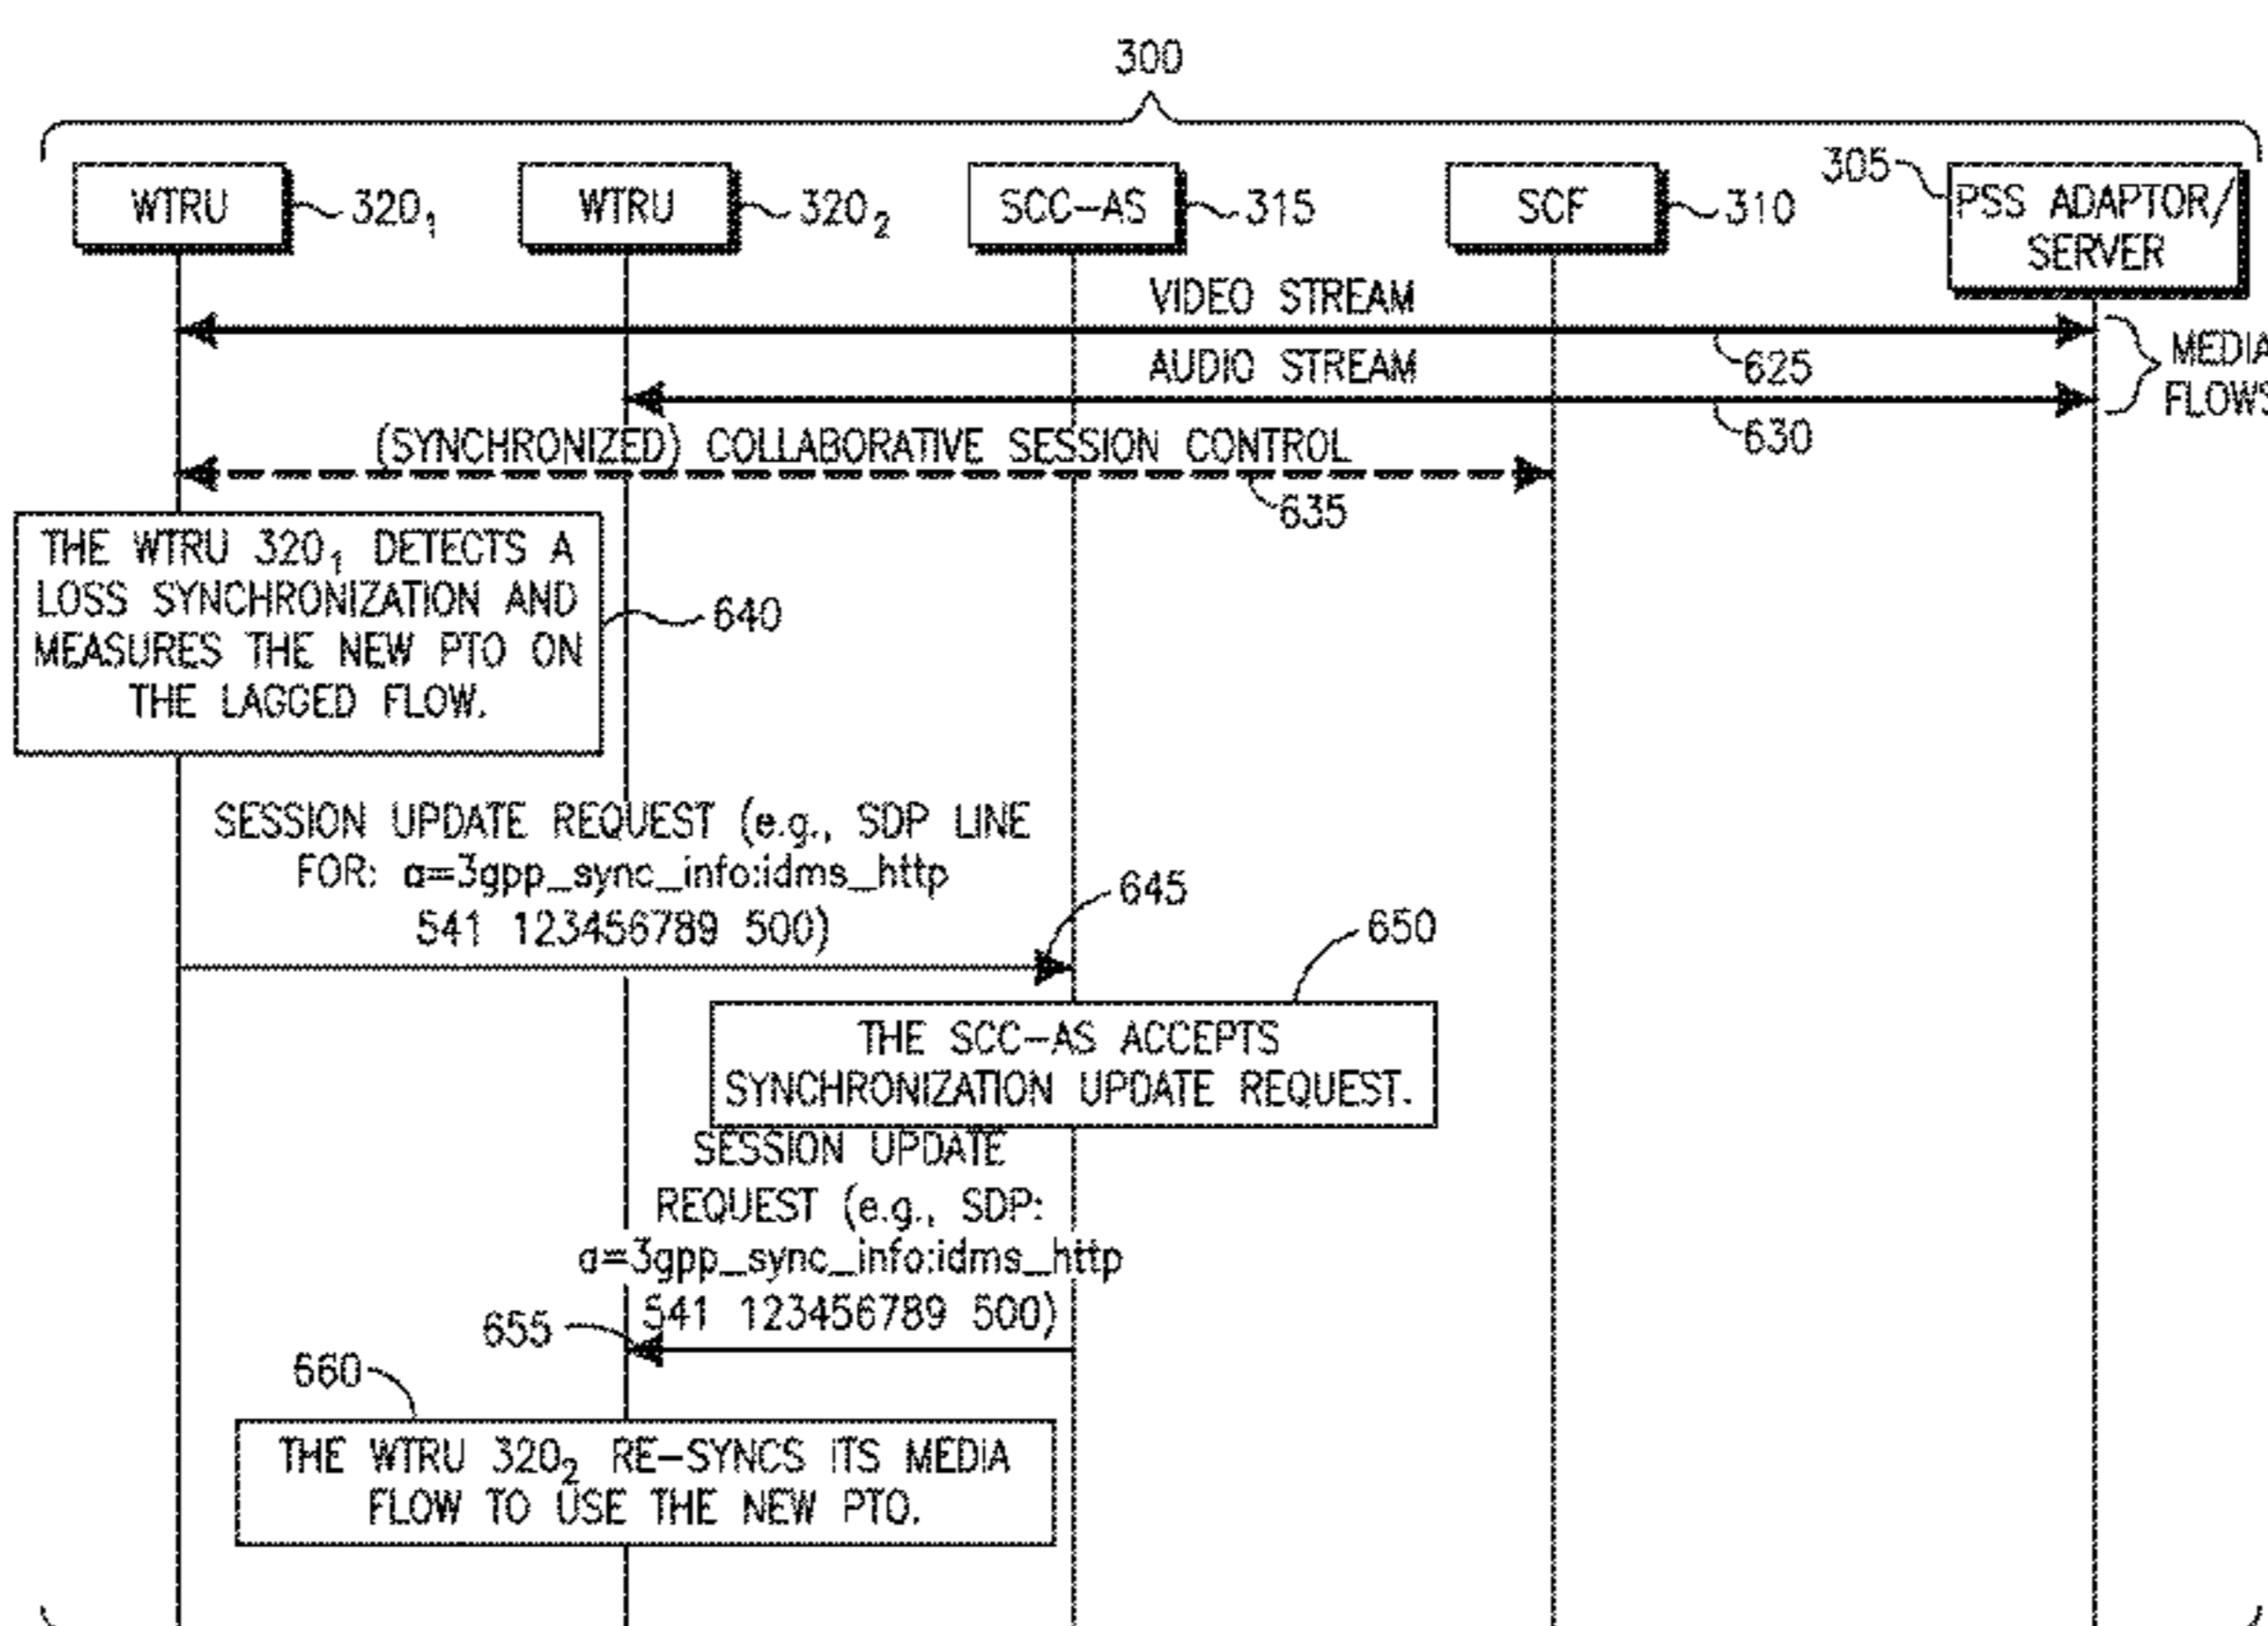 300
WTRU 320₁ WTRU 320₂ SCC-AS 315 SCF 310 305 PSS ADAPTOR/
SERVER
VIDEO STREAM
625
AUDIO STREAM
630
MEDIA
FLOWS
(SYNCHRONIZED) COLLABORATIVE SESSION CONTROL
635
THE WTRU 320₁ DETECTS A
LOSS SYNCHRONIZATION AND
MEASURES THE NEW PTO ON
THE LAGGED FLOW.
640
SESSION UPDATE REQUEST (e.g., SDP LINE
FOR: a=3gpp_sync_info:idms_http
541 123456789 500)
645
650
THE SCC-AS ACCEPTS
SYNCHRONIZATION UPDATE REQUEST.
SESSION UPDATE
REQUEST (e.g., SDP:
a=3gpp_sync_info:idms_http
541 123456789 500)
655
660
THE WTRU 320₂ RE-SYNCS ITS MEDIA
FLOW TO USE THE NEW PTO.